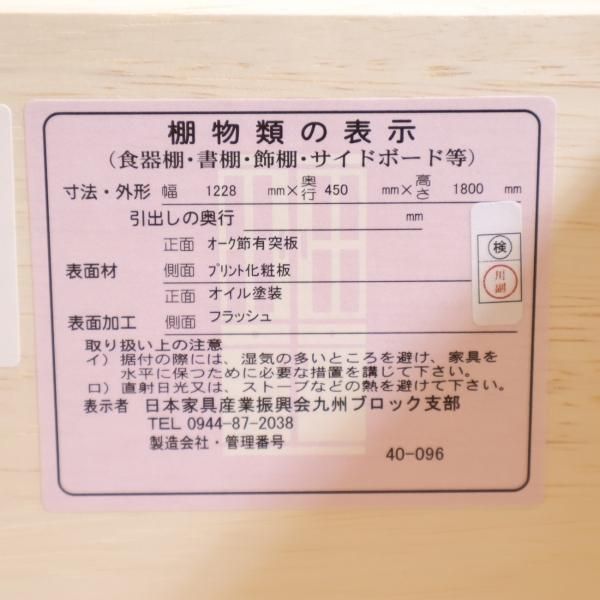 棚物類の表示
(食器棚・書棚・飾棚・サイドボード等)
寸法・外形 幅 1228 mm×奥行 450 mm×高さ 1800 mm
引出しの奥行 mm
表面材 正面 オーク節有突板
側面 プリント化粧板
表面加工 正面 オイル塗装
側面 フラッシュ
検
川副
取り扱い上の注意
イ) 据付の際には、湿気の多いところを避け、家具を
水平に保つために必要な措置を講じて下さい。
ロ) 直射日光又は、ストーブなどの熱を避けて下さい。
表示者 日本家具産業振興会九州ブロック支部
TEL 0944-87-2038
製造会社・管理番号
40-096